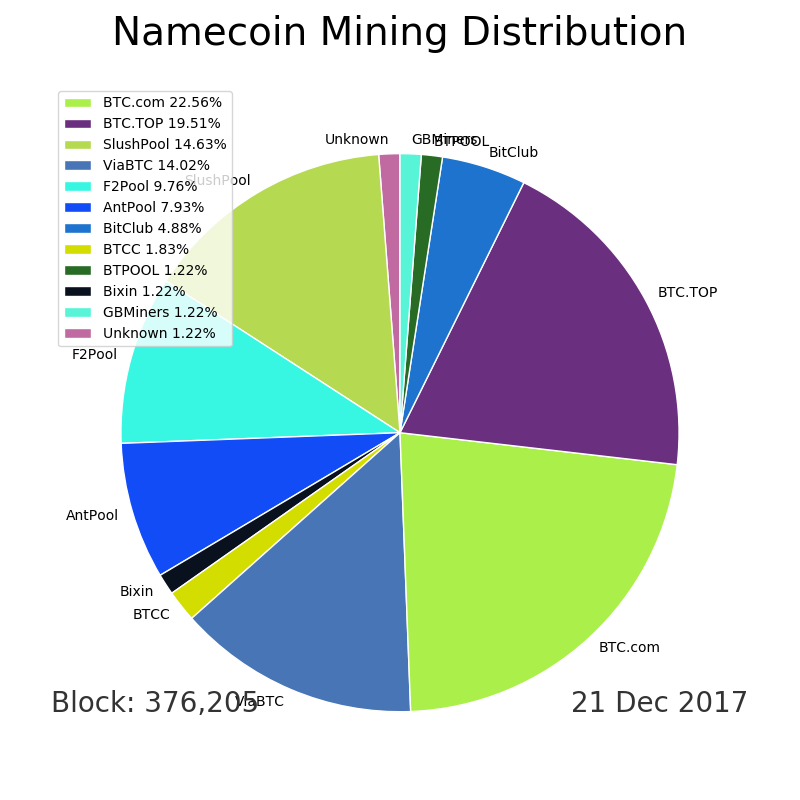 Namecoin Mining Distribution
BTC.com 22.56%
BTC.TOP 19.51%
SlushPool 14.63%
ViaBTC 14.02%
F2Pool 9.76%
AntPool 7.93%
BitClub 4.88%
BTCC 1.83%
BTPOOL 1.22%
Bixin 1.22%
GBMiners 1.22%
Unknown 1.22%
Unknown
GBMiners
BTPOOL
BitClub
SlushPool
BTC.TOP
F2Pool
AntPool
Bixin
BTCC
BTC.com
ViaBTC
Block: 376,205
21 Dec 2017